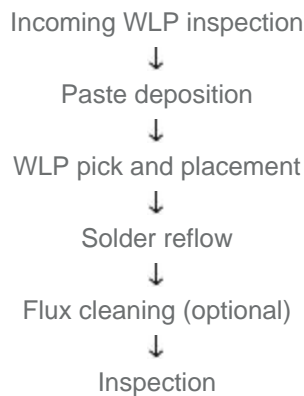 Incoming WLP inspection
↓
Paste deposition
↓
WLP pick and placement
↓
Solder reflow
↓
Flux cleaning (optional)
↓
Inspection